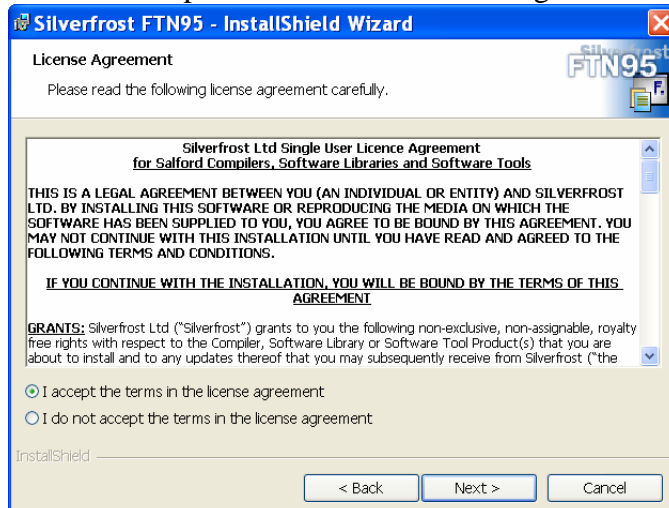 Silverfrost FTN95 - InstallShield Wizard
License Agreement
Please read the following license agreement carefully.
Silverfrost
FTN95
F.
Silverfrost Ltd Single User Licence Agreement
for Salford Compilers, Software Libraries and Software Tools
THIS IS A LEGAL AGREEMENT BETWEEN YOU (AN INDIVIDUAL OR ENTITY) AND SILVERFROST
LTD. BY INSTALLING THIS SOFTWARE OR REPRODUCING THE MEDIA ON WHICH THE
SOFTWARE HAS BEEN SUPPLIED TO YOU, YOU AGREE TO BE BOUND BY THIS AGREEMENT. YOU
MAY NOT CONTINUE WITH THIS INSTALLATION UNTIL YOU HAVE READ AND AGREED TO THE
FOLLOWING TERMS AND CONDITIONS.
IF YOU CONTINUE WITH THE INSTALLATION, YOU WILL BE BOUND BY THE TERMS OF THIS
AGREEMENT
GRANTS: Silverfrost Ltd ("Silverfrost") grants to you the following non-exclusive, non-assignable, royalty
free rights with respect to the Compiler, Software Library or Software Tool Product(s) that you are
about to install and to any updates thereof that you may subsequently receive from Silverfrost ("the
I accept the terms in the license agreement
I do not accept the terms in the license agreement
InstallShield
< Back
Next >
Cancel